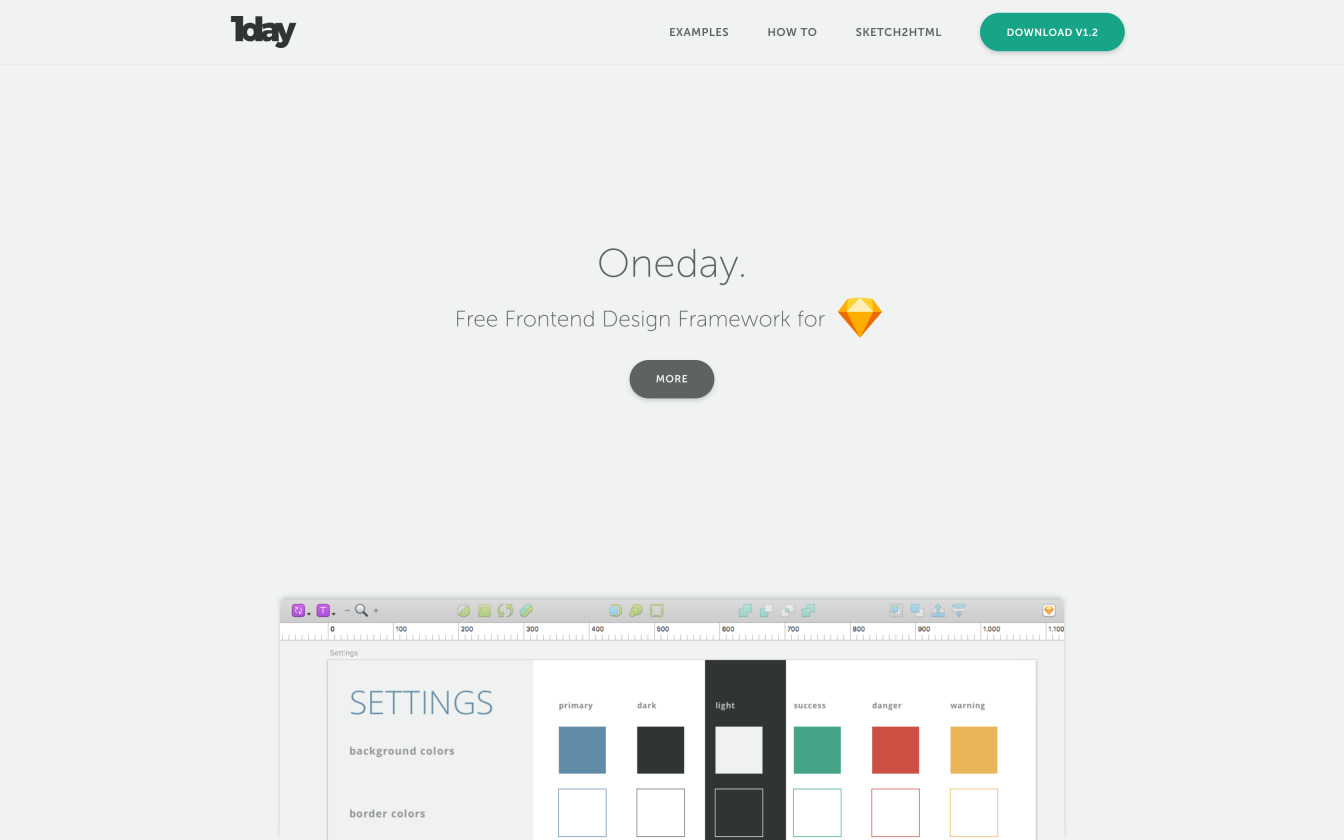 1day
EXAMPLES
HOW TO
SKETCH2HTML
DOWNLOAD V1.2
Oneday.
Free Frontend Design Framework for
MORE
T
0 100 200 300 400 500 600 700 800 900 1.000 1.100
Settings
SETTINGS
primary dark light success danger warning
background colors
border colors